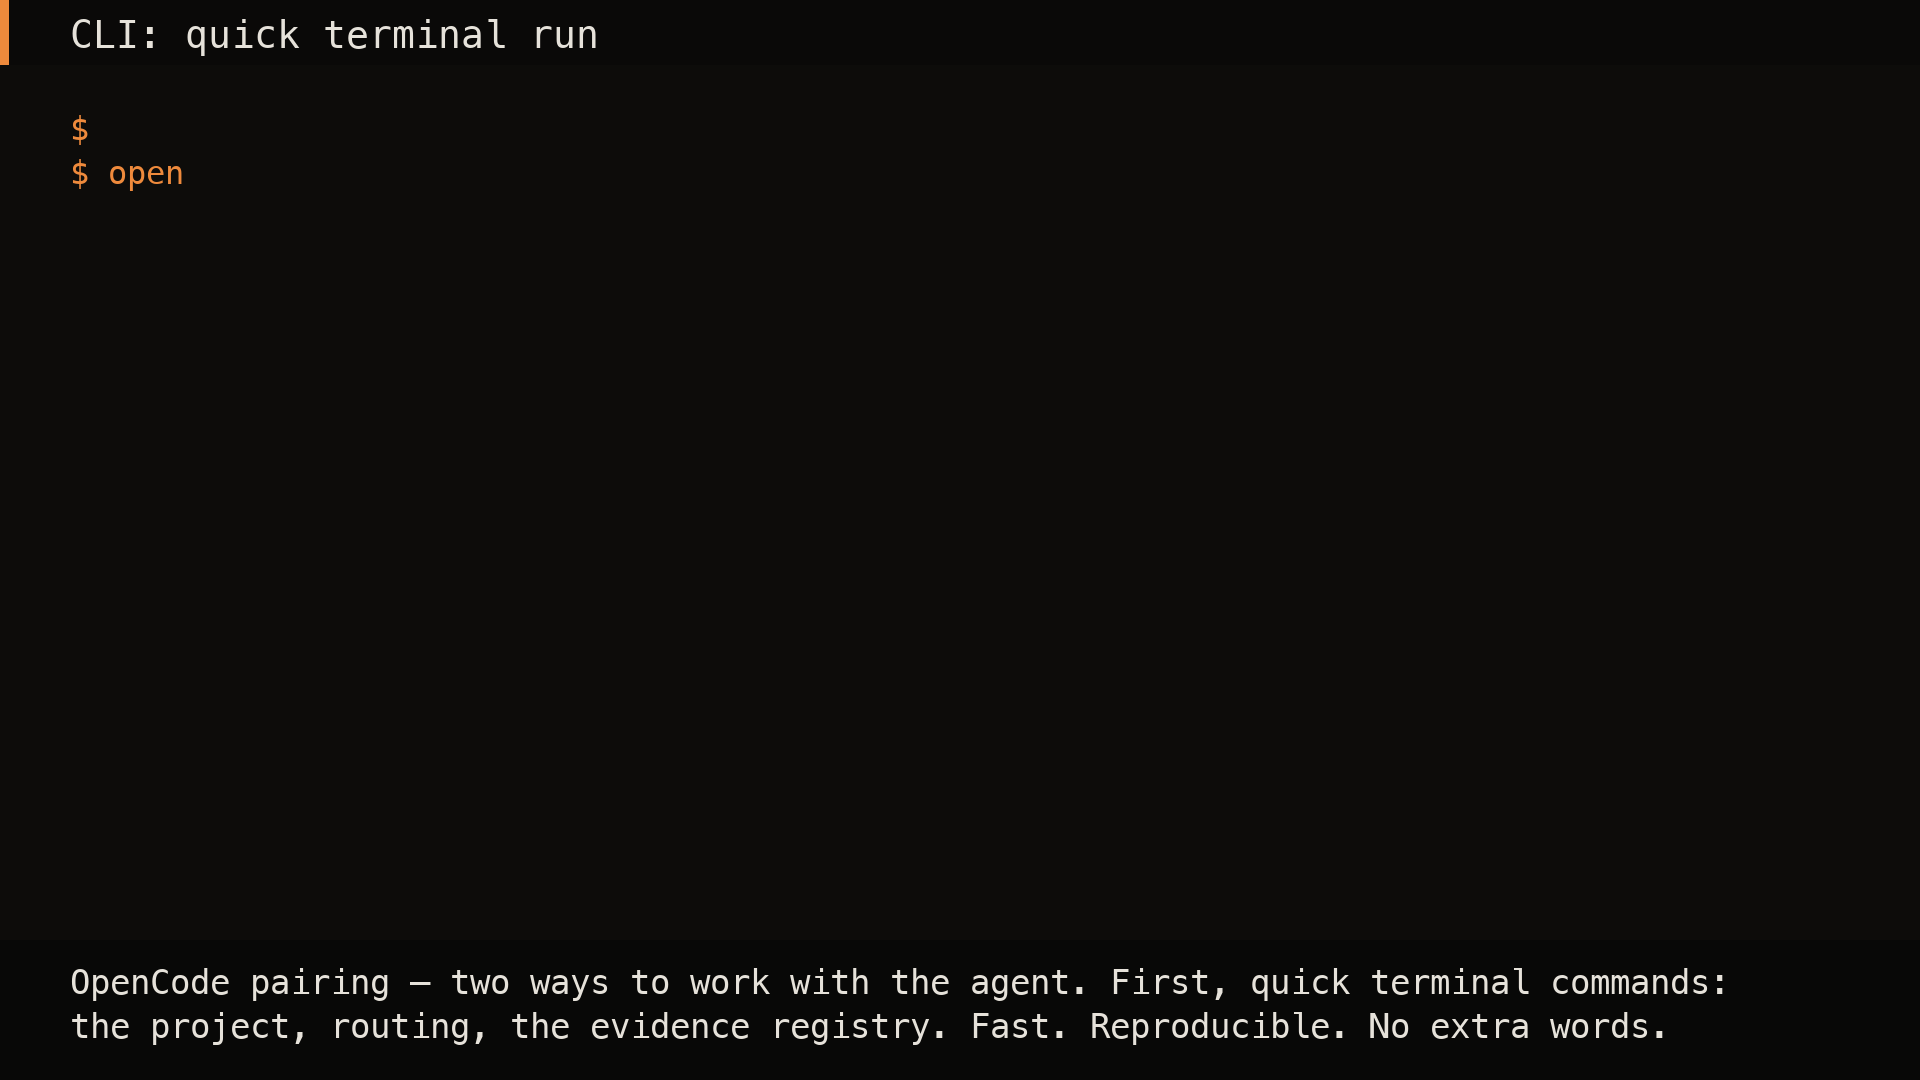 CLI: quick terminal run
$
$ open
OpenCode pairing — two ways to work with the agent. First, quick terminal commands:
the project, routing, the evidence registry. Fast. Reproducible. No extra words.